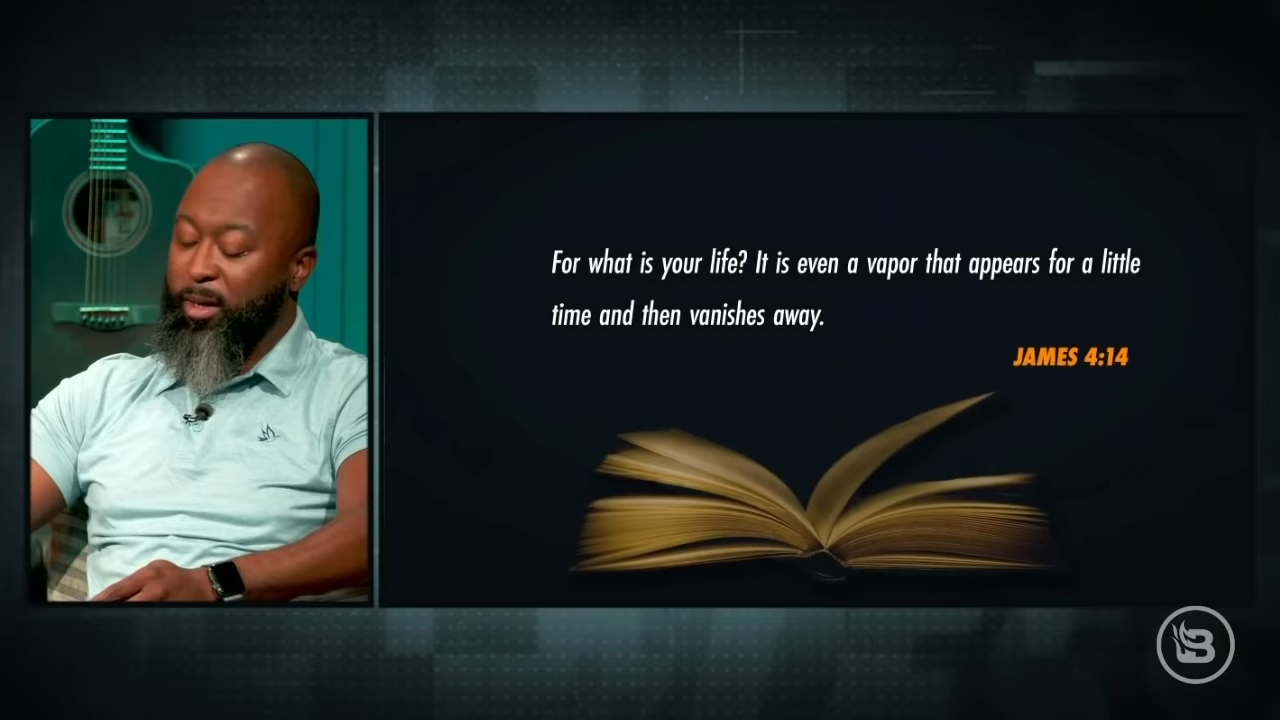 For what is your life? It is even a vapor that appears for a little
time and then vanishes away.
JAMES 4:14
B